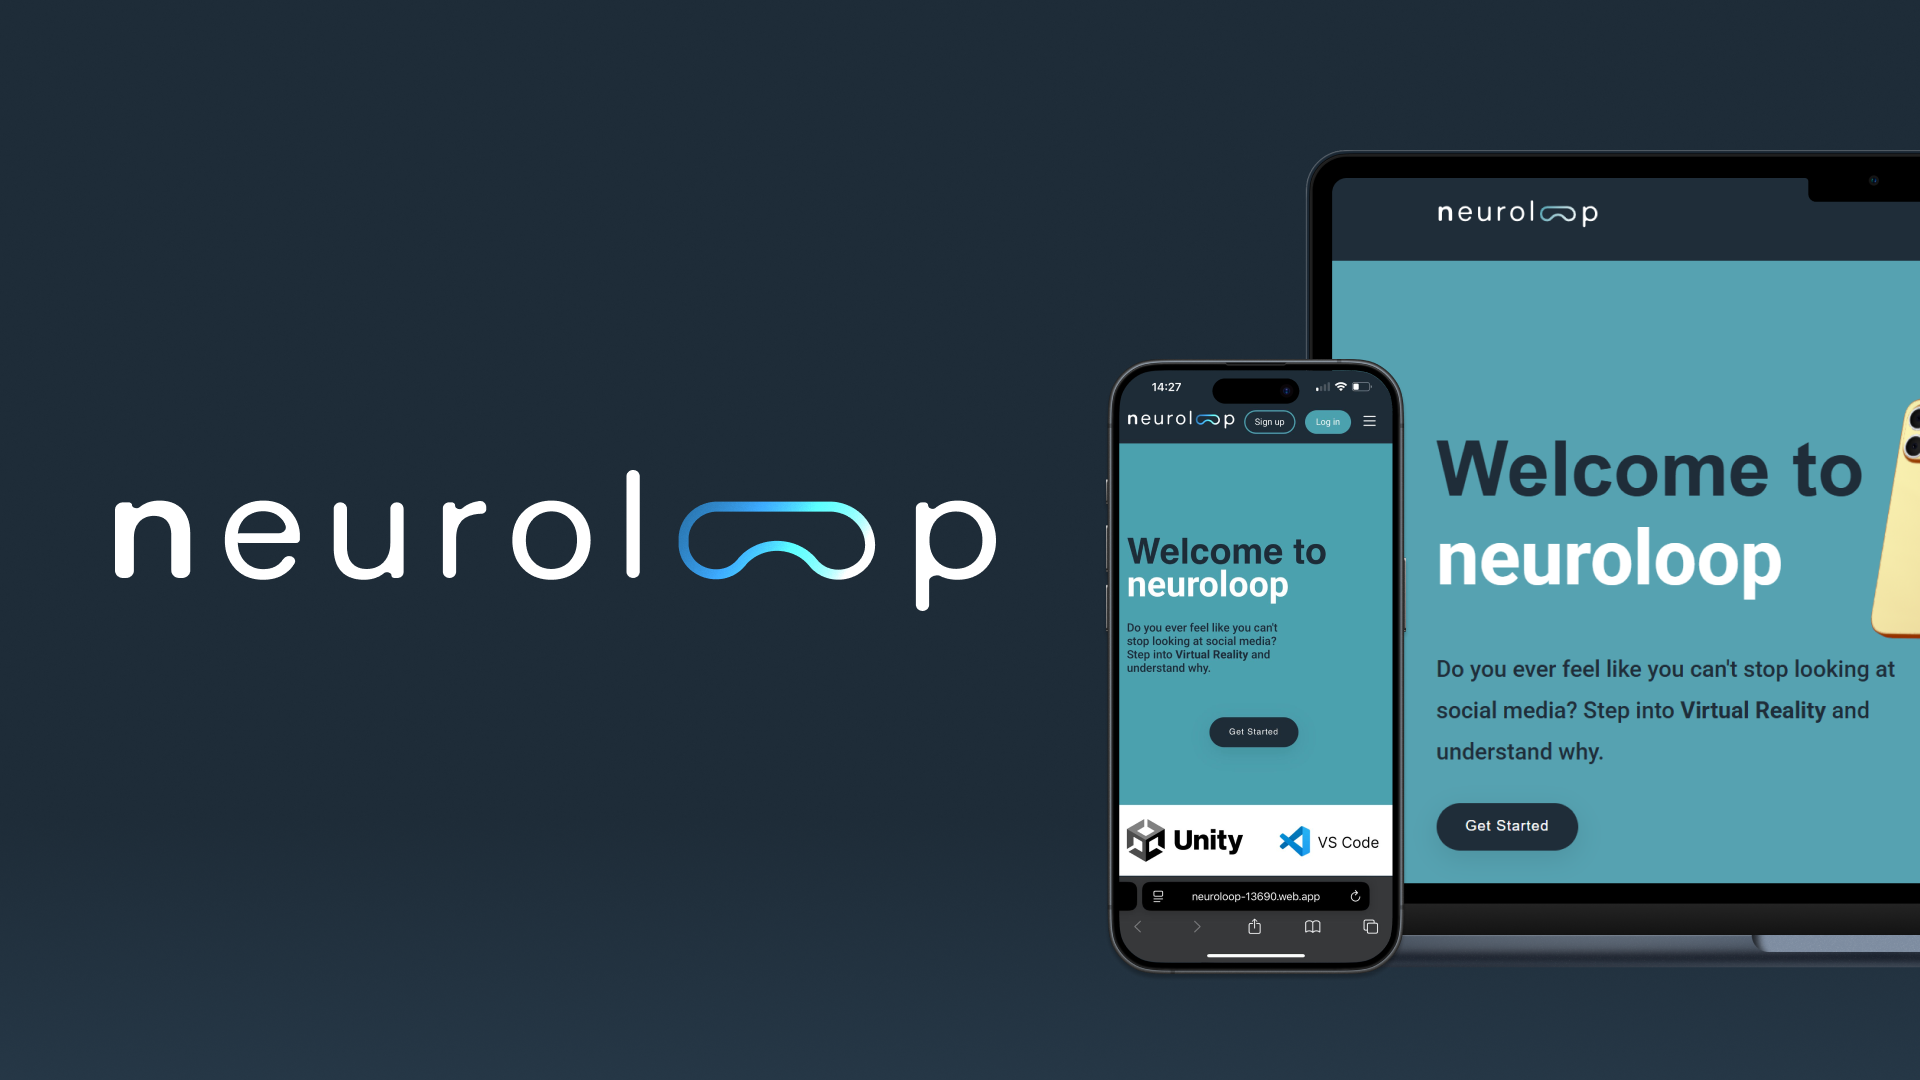 neuroloop
neuroloop
Welcome to
neuroloop
Do you ever feel like you can't stop looking at
social media? Step into Virtual Reality and
understand why.
Get Started
14:27
neuroloop
Sign up
Log in
Welcome to
neuroloop
Do you ever feel like you can't
stop looking at social media?
Step into Virtual Reality and
understand why.
Get Started
Unity
VS Code
neuroloop-13690.web.app